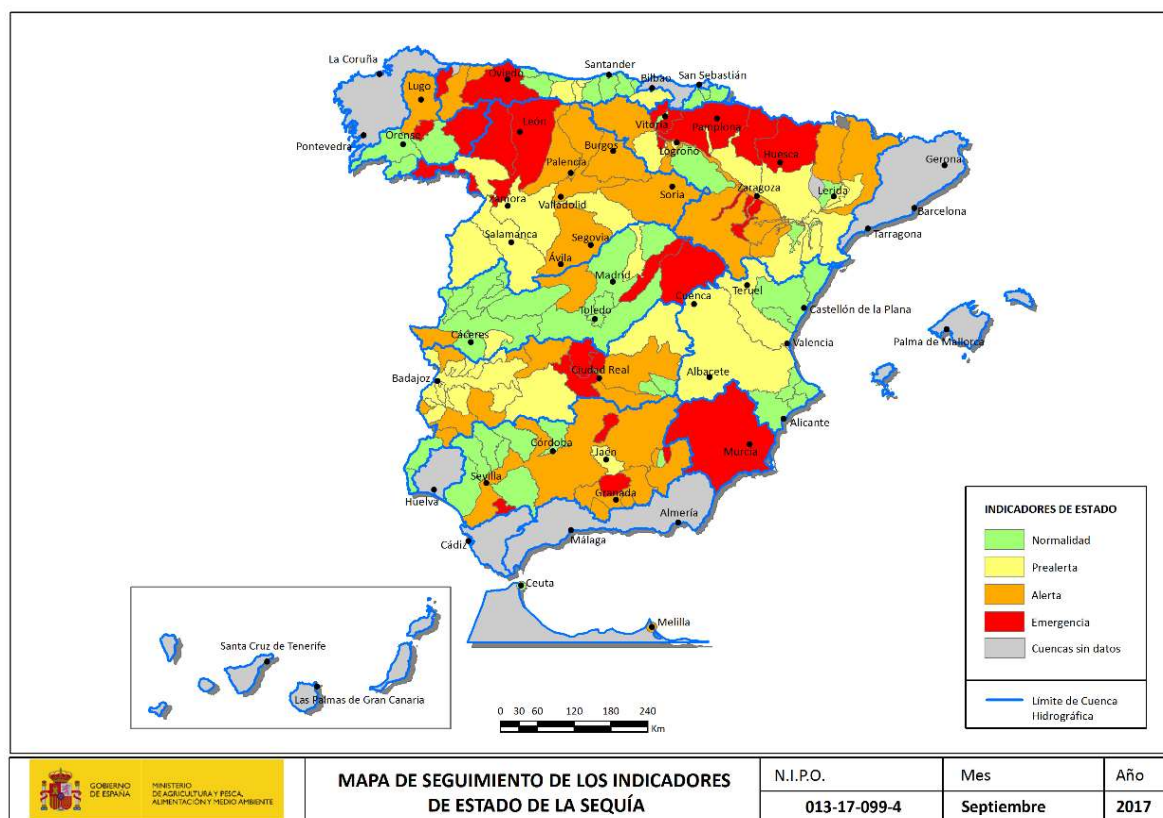 La Coruña
Santander
San Sebastián
Oviedo
Bilbao
Lugo
Vitoria
León
Pamplona
Pontevedra
Orense
Burgos
Logroño
Huesca
Gerona
Palencia
Soria
Zaragoza
Lerida
Zamora
Valladolid
Barcelona
Tarragona
Salamanca
Segovia
Ávila
Madrid
Teruel
Cuenca
Castellón de la Plana
Toledo
Cáceres
Valencia
Palma de Mallorca
Ciudad Real
Albacete
Badajoz
Alicante
Córdoba
Jaén
Murcia
Sevilla
Huelva
Granada
Almería
Cádiz
Málaga
Ceuta
Melilla
Santa Cruz de Tenerife
Las Palmas de Gran Canaria
0 30 60 120 180 240
Km
INDICADORES DE ESTADO
Normalidad
Prealerta
Alerta
Emergencia
Cuencas sin datos
Límite de Cuenca
Hidrográfica
GOBIERNO
DE ESPAÑA
MINISTERIO
DE AGRICULTURA Y PESCA,
ALIMENTACIÓN Y MEDIO AMBIENTE
MAPA DE SEGUIMIENTO DE LOS INDICADORES
DE ESTADO DE LA SEQUÍA
N.I.P.O. Mes Año
013-17-099-4 Septiembre 2017